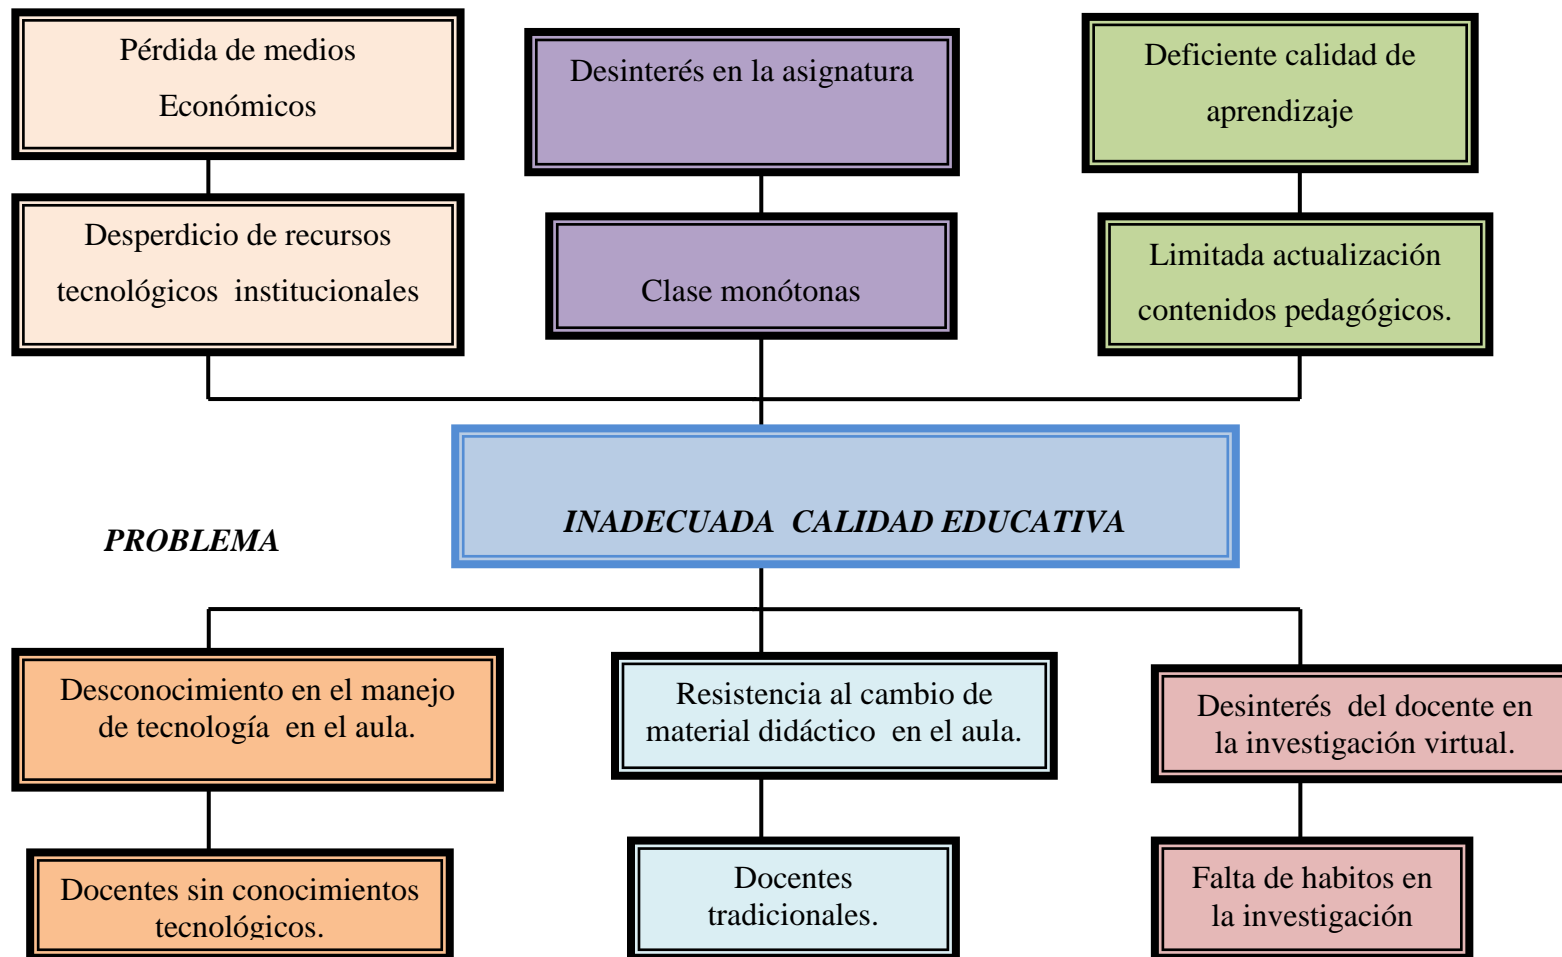 Pérdida de medios
Económicos
Desinterés en la asignatura
Deficiente calidad de
aprendizaje
Desperdicio de recursos
tecnológicos  institucionales
Clase monótonas
Limitada actualización
contenidos pedagógicos.
INADECUADA  CALIDAD EDUCATIVA
PROBLEMA
Desconocimiento en el manejo
de tecnología  en el aula.
Resistencia al cambio de
material didáctico  en el aula.
Desinterés  del docente en
la investigación virtual.
Docentes sin conocimientos
tecnológicos.
Docentes
tradicionales.
Falta de habitos en
la investigación